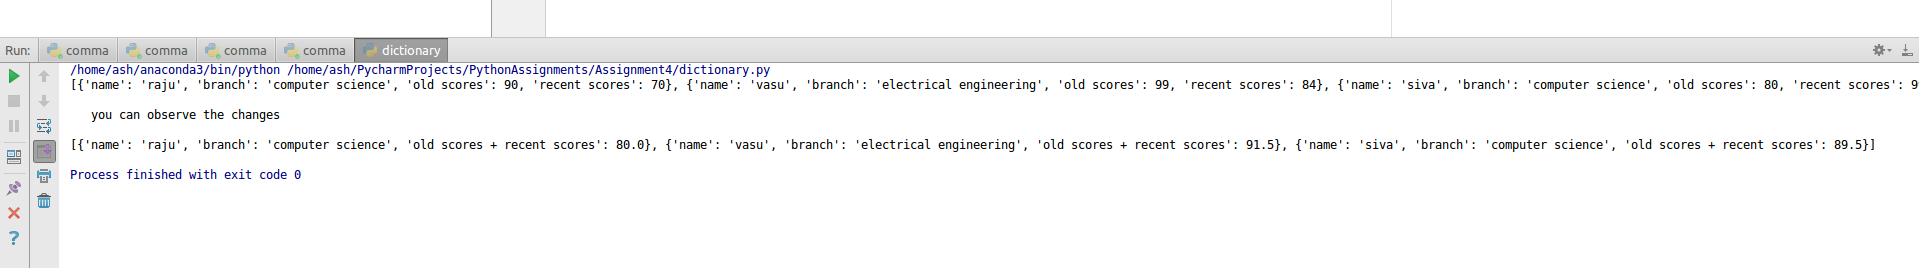 Run: comma comma comma comma dictionary
/home/ash/anaconda3/bin/python /home/ash/PycharmProjects/PythonAssignments/Assignment4/dictionary.py
[{'name': 'raju', 'branch': 'computer science', 'old scores': 90, 'recent scores': 70}, {'name': 'vasu', 'branch': 'electrical engineering', 'old scores': 99, 'recent scores': 84}, {'name': 'siva', 'branch': 'computer science', 'old scores': 80, 'recent scores': 9
you can observe the changes
[{'name': 'raju', 'branch': 'computer science', 'old scores + recent scores': 80.0}, {'name': 'vasu', 'branch': 'electrical engineering', 'old scores + recent scores': 91.5}, {'name': 'siva', 'branch': 'computer science', 'old scores + recent scores': 89.5}]
Process finished with exit code 0